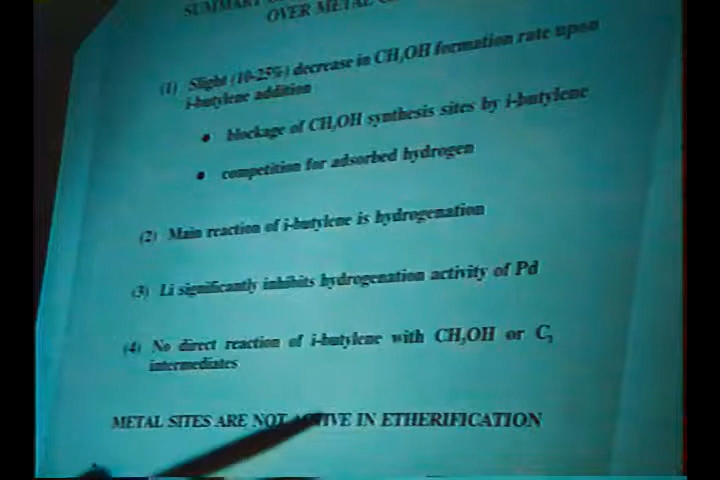 SUMMARY
OVER METAL
(1) Slight (10-25%) decrease in CH3OH formation rate upon
i-butylene addition
• blockage of CH3OH synthesis sites by i-butylene
• competition for adsorbed hydrogen
(2) Main reaction of i-butylene is hydrogenation
(3) Li significantly inhibits hydrogenation activity of Pd
(4) No direct reaction of i-butylene with CH3OH or C1
intermediates
METAL SITES ARE NOT ACTIVE IN ETHERIFICATION